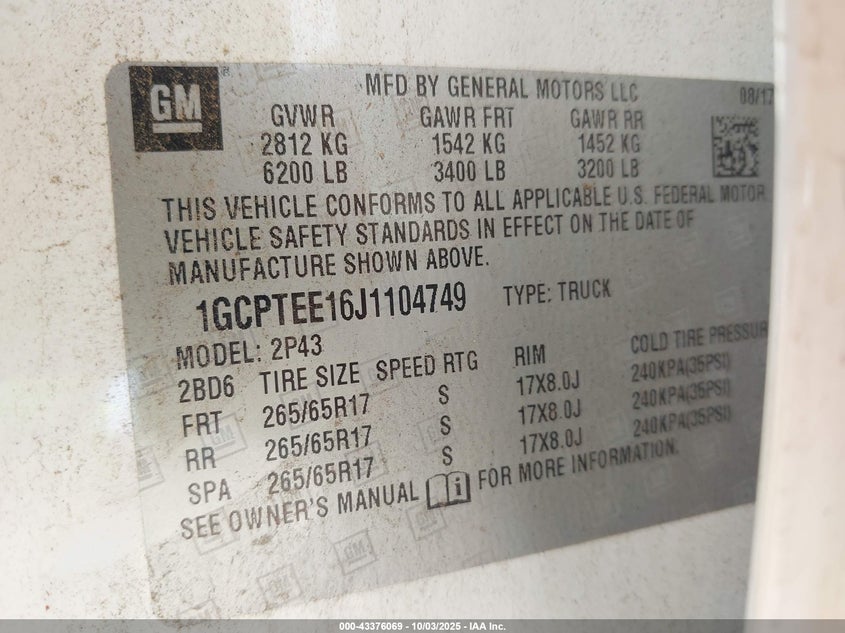 GM
MFD BY GENERAL MOTORS LLC 08/17
GVWR GAWR FRT GAWR RR
2812 KG 1542 KG 1452 KG
6200 LB 3400 LB 3200 LB
THIS VEHICLE CONFORMS TO ALL APPLICABLE U.S. FEDERAL MOTOR
VEHICLE SAFETY STANDARDS IN EFFECT ON THE DATE OF
MANUFACTURE SHOWN ABOVE.
1GCPTEE16J1104749 TYPE: TRUCK
MODEL: 2P43
2BD6 TIRE SIZE SPEED RTG RIM COLD TIRE PRESSUR
FRT 265/65R17 S 17X8.0J 240KPA(35PSI)
RR 265/65R17 S 17X8.0J 240KPA(35PSI)
SPA 265/65R17 S 17X8.0J 240KPA(35PSI)
SEE OWNER'S MANUAL FOR MORE INFORMATION.
000-43376069 - 10/03/2025 - IAA Inc.